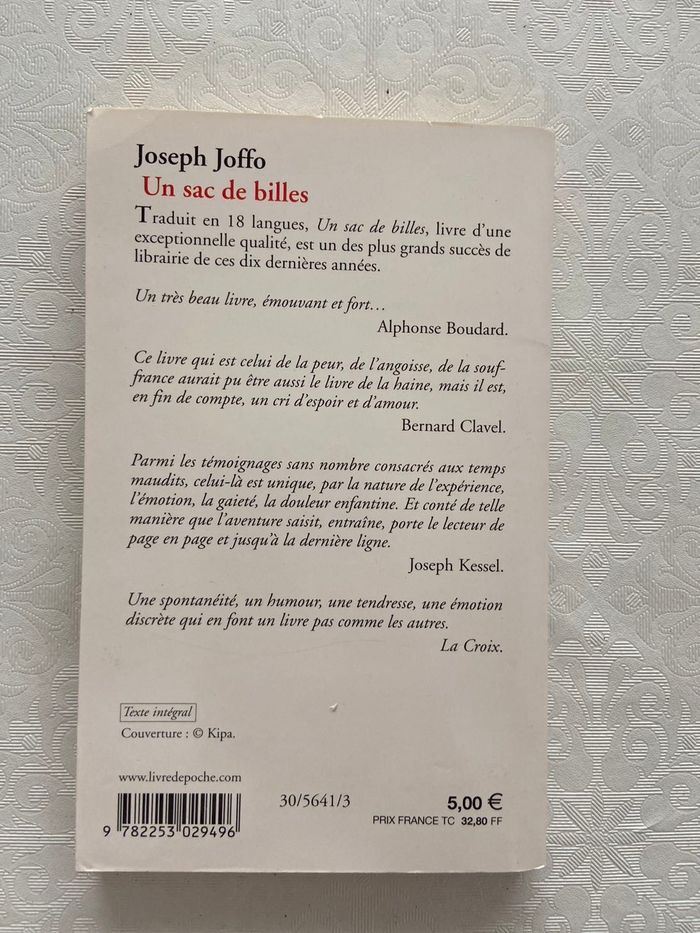 Joseph Joffo
Un sac de billes
Traduit en 18 langues, Un sac de billes, livre d'une
exceptionnelle qualité, est un des plus grands succès de
librairie de ces dix dernières années.
Un très beau livre, émouvant et fort…
Alphonse Boudard.
Ce livre qui est celui de la peur, de l'angoisse, de la souf-
france aurait pu être aussi le livre de la haine, mais il est,
en fin de compte, un cri d'espoir et d'amour.
Bernard Clavel.
Parmi les témoignages sans nombre consacrés aux temps
maudits, celui-là est unique, par la nature de l'expérience,
l'émotion, la gaieté, la douleur enfantine. Et conté de telle
manière que l'aventure saisit, entraîne, porte le lecteur de
page en page et jusqu'à la dernière ligne.
Joseph Kessel.
Une spontanéité, un humour, une tendresse, une émotion
discrète qui en font un livre pas comme les autres.
La Croix.
Texte intégral
Couverture : © Kipa.
www.livredepoche.com
30/5641/3
5,00 €
PRIX FRANCE TC 32,80 FF
9 782253 029496